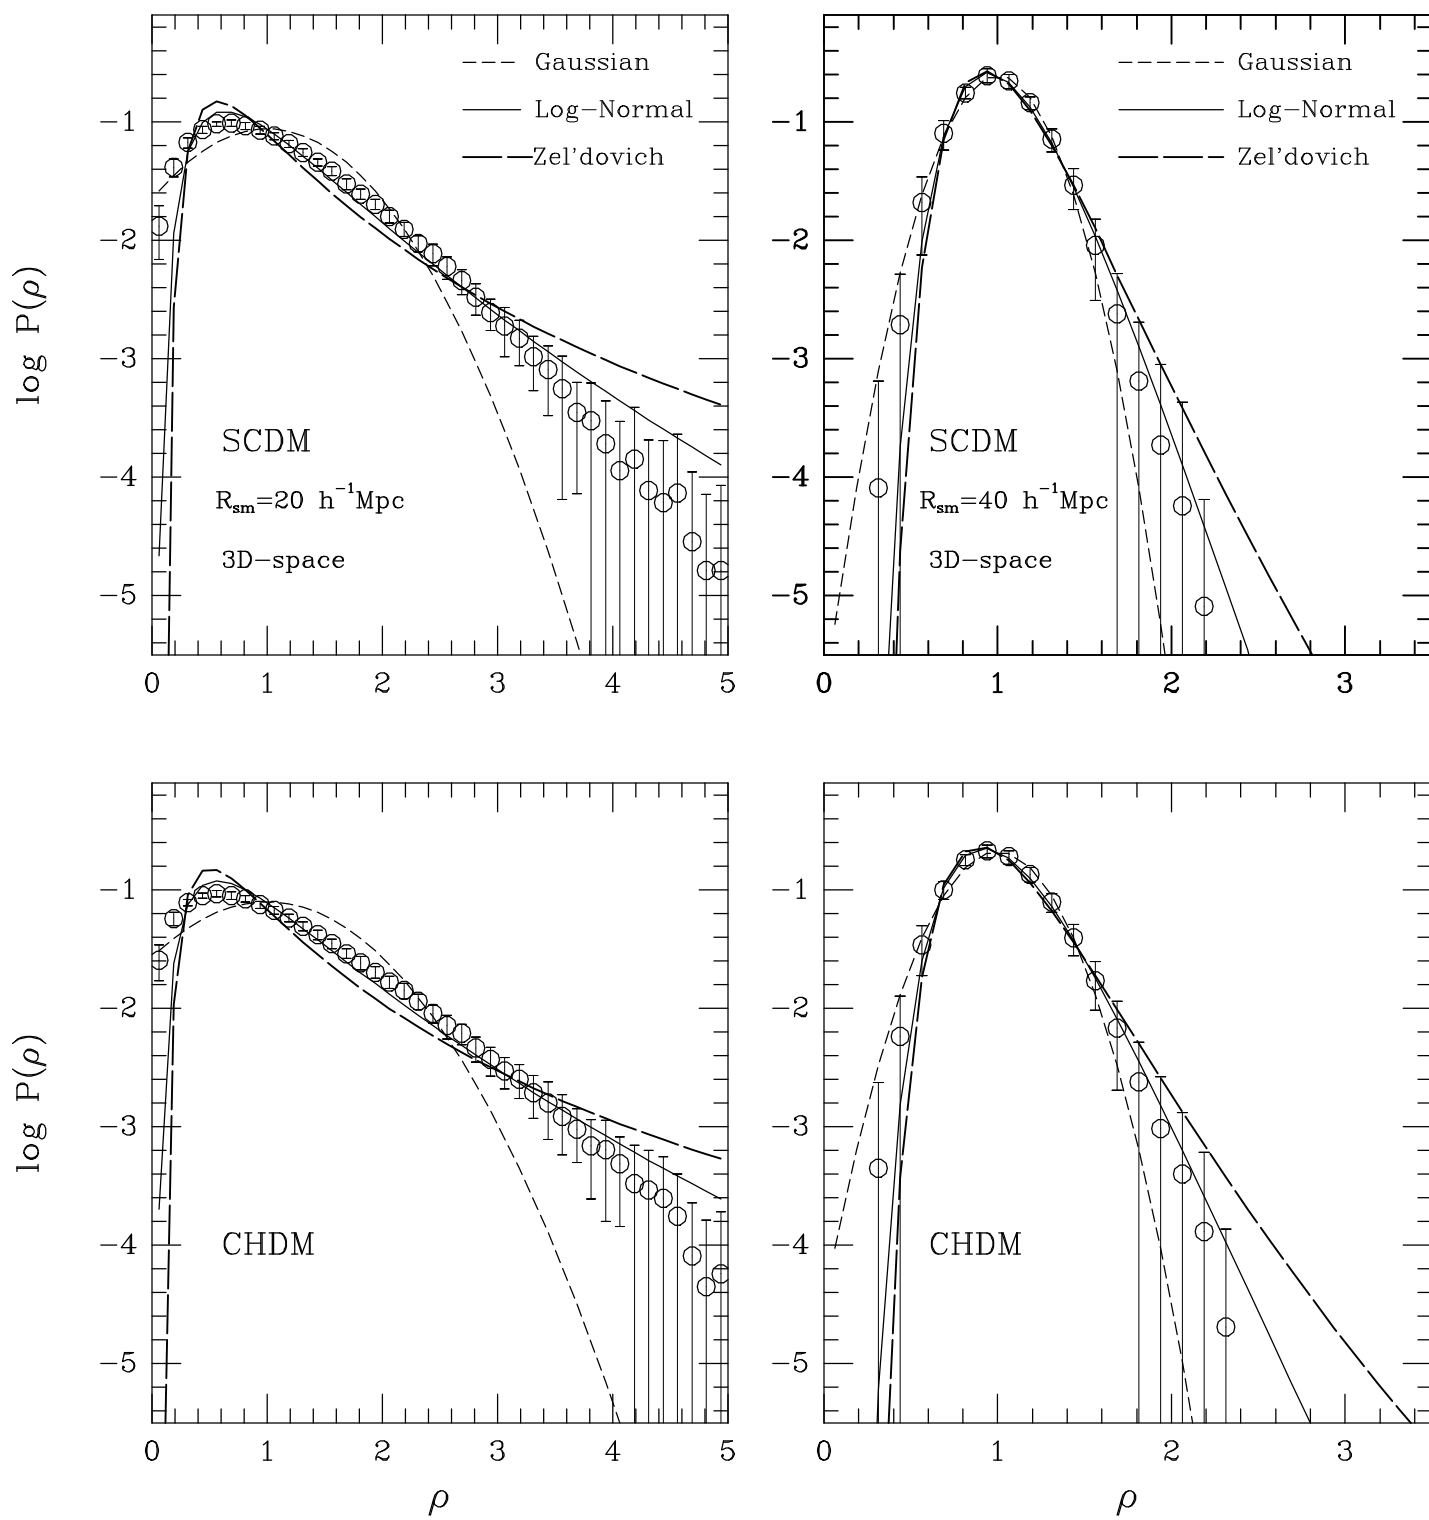 Gaussian
Log-Normal
Zel'dovich
-1
-2
-3
-4
-5
log P(ρ)
SCDM
R_sm=20 h⁻¹Mpc
3D-space
0 1 2 3 4 5
Gaussian
Log-Normal
Zel'dovich
-1
-2
-3
-4
-5
SCDM
R_sm=40 h⁻¹Mpc
3D-space
0 1 2 3
-1
-2
-3
-4
-5
log P(ρ)
CHDM
0 1 2 3 4 5
ρ
-1
-2
-3
-4
-5
CHDM
0 1 2 3
ρ